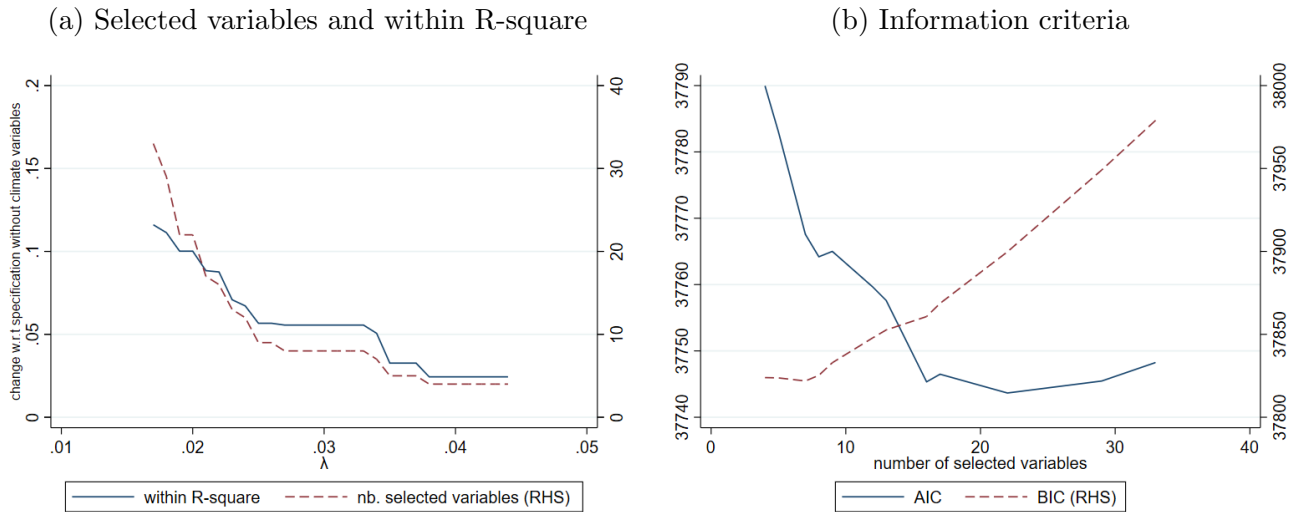 (a) Selected variables and within R-square
change w.r.t specification without climate variables
.2
.15
.1
.05
0
40
30
20
10
0
.01 .02 .03 .04 .05
λ
within R-square nb. selected variables (RHS)
(b) Information criteria
37790
37780
37770
37760
37750
37740
38000
37950
37900
37850
37800
0 10 20 30 40
number of selected variables
AIC BIC (RHS)